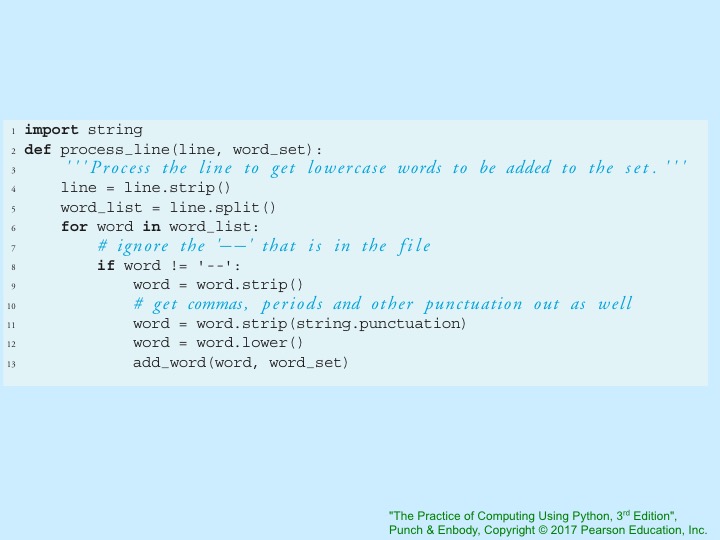 1 import string
2 def process_line(line, word_set):
3     '''Process the line to get lowercase words to be added to the set.'''
4     line = line.strip()
5     word_list = line.split()
6     for word in word_list:
7         # ignore the '--' that is in the file
8         if word != '--':
9             word = word.strip()
10             # get commas, periods and other punctuation out as well
11             word = word.strip(string.punctuation)
12             word = word.lower()
13             add_word(word, word_set)
"The Practice of Computing Using Python, 3rd Edition",
Punch & Enbody, Copyright © 2017 Pearson Education, Inc.